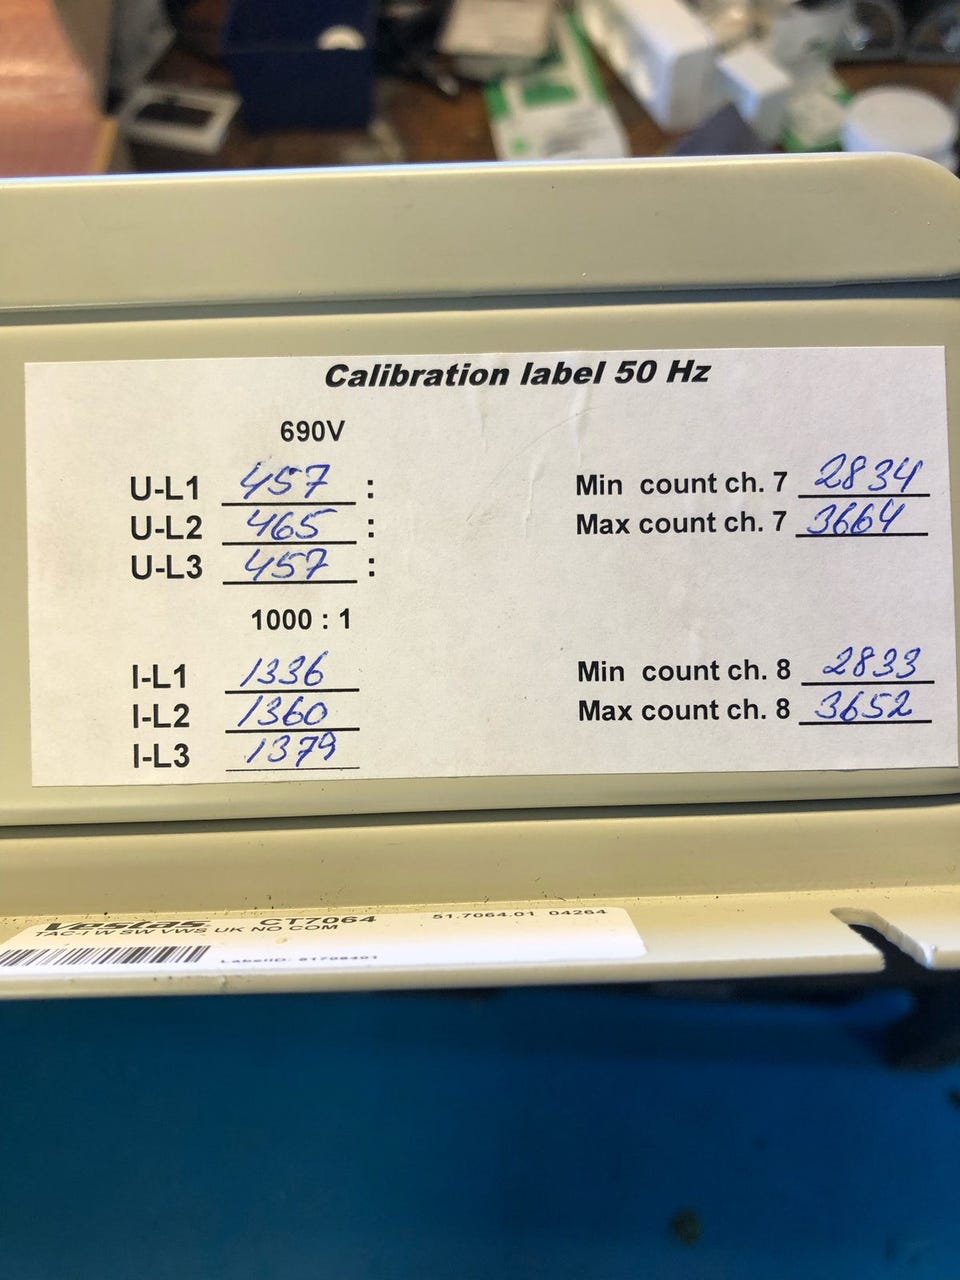 Calibration label 50 Hz
690V
U-L1 457 :
U-L2 465 :
U-L3 457 :
Min count ch. 7 2834
Max count ch. 7 3664
1000 : 1
I-L1 1336
I-L2 1360
I-L3 1379
Min count ch. 8 2833
Max count ch. 8 3652
Vestas CT7064 51.7064.01 04264
TAC-I W SW VWS UK NO COM
LabelID: